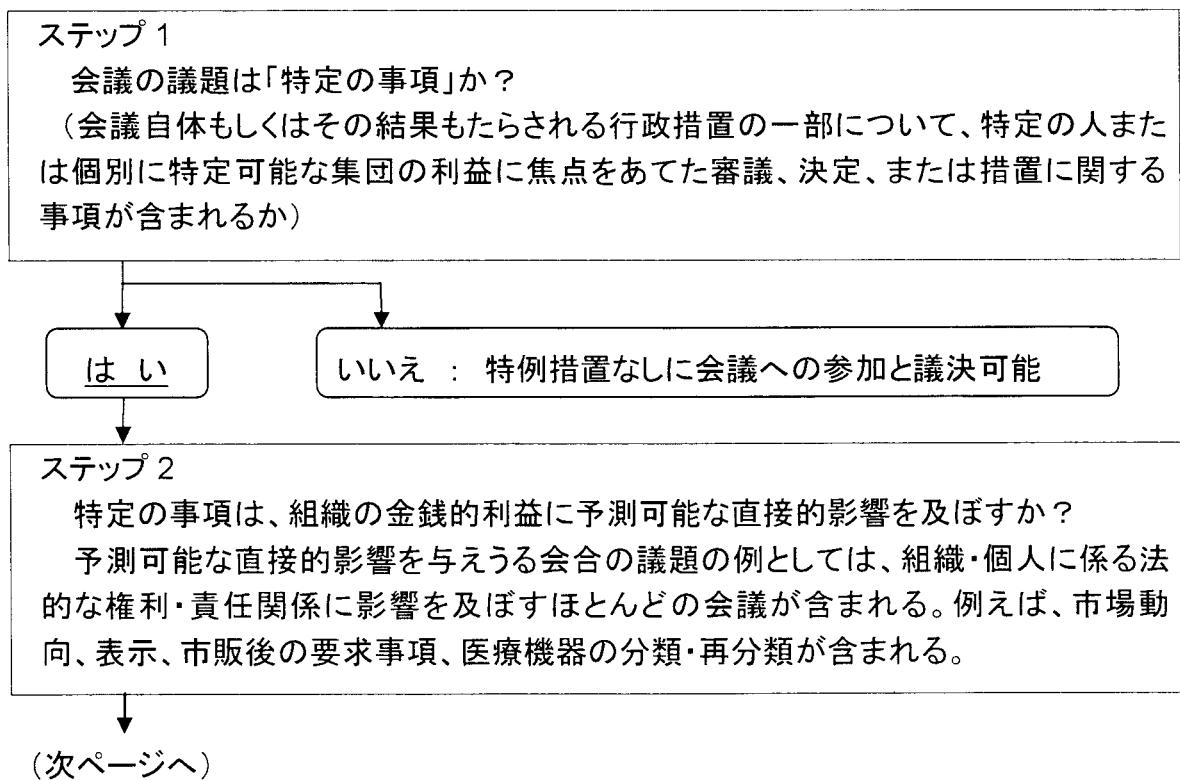 ステップ 1
会議の議題は「特定の事項」か?
(会議自体もしくはその結果もたらされる行政措置の一部について、特定の人また
は個別に特定可能な集団の利益に焦点をあてた審議、決定、または措置に関する
事項が含まれるか)
はい
いいえ : 特例措置なしに会議への参加と議決可能
ステップ 2
特定の事項は、組織の金銭的利益に予測可能な直接的影響を及ぼすか?
予測可能な直接的影響を与えうる会合の議題の例としては、組織・個人に係る法
的な権利・責任関係に影響を及ぼすほとんどの会議が含まれる。例えば、市場動
向、表示、市販後の要求事項、医療機器の分類・再分類が含まれる。
(次ページへ)